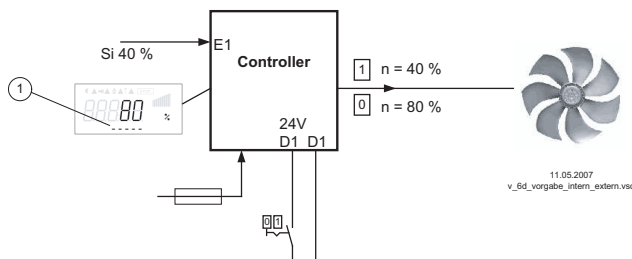 Si 40 %
E1
Controller
1 n = 40 %
0 n = 80 %
1
80
%
24V
D1 D1
0 1
11.05.2007
v_6d_vorgabe_intern_extern.vsd